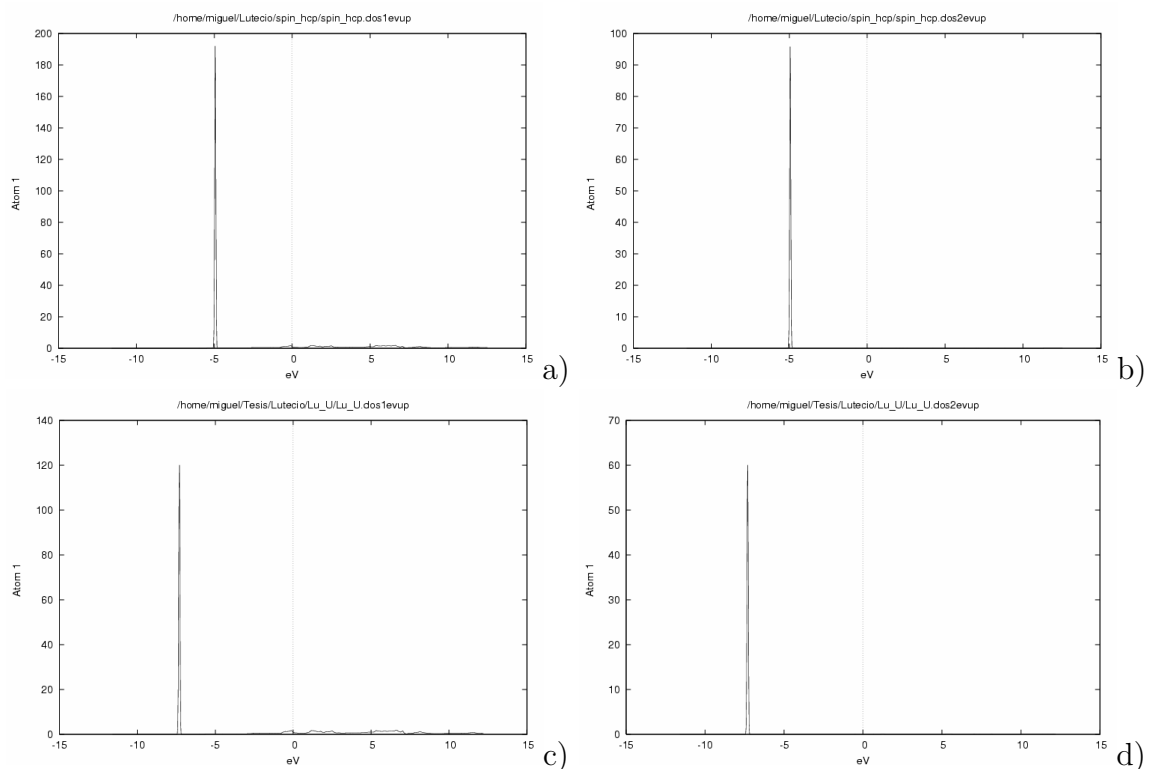 /home/miguel/Lutecio/spin_hcp/spin_hcp.dos1evup
200
180
160
140
120
100
80
60
40
20
0
Atom 1
-15 -10 -5 0 5 10 15
eV
a)
/home/miguel/Lutecio/spin_hcp/spin_hcp.dos2evup
100
90
80
70
60
50
40
30
20
10
0
Atom 1
-15 -10 -5 0 5 10 15
eV
b)
/home/miguel/Tesis/Lutecio/Lu_U/Lu_U.dos1evup
140
120
100
80
60
40
20
0
Atom 1
-15 -10 -5 0 5 10 15
eV
c)
/home/miguel/Tesis/Lutecio/Lu_U/Lu_U.dos2evup
70
60
50
40
30
20
10
0
Atom 1
-15 -10 -5 0 5 10 15
eV
d)